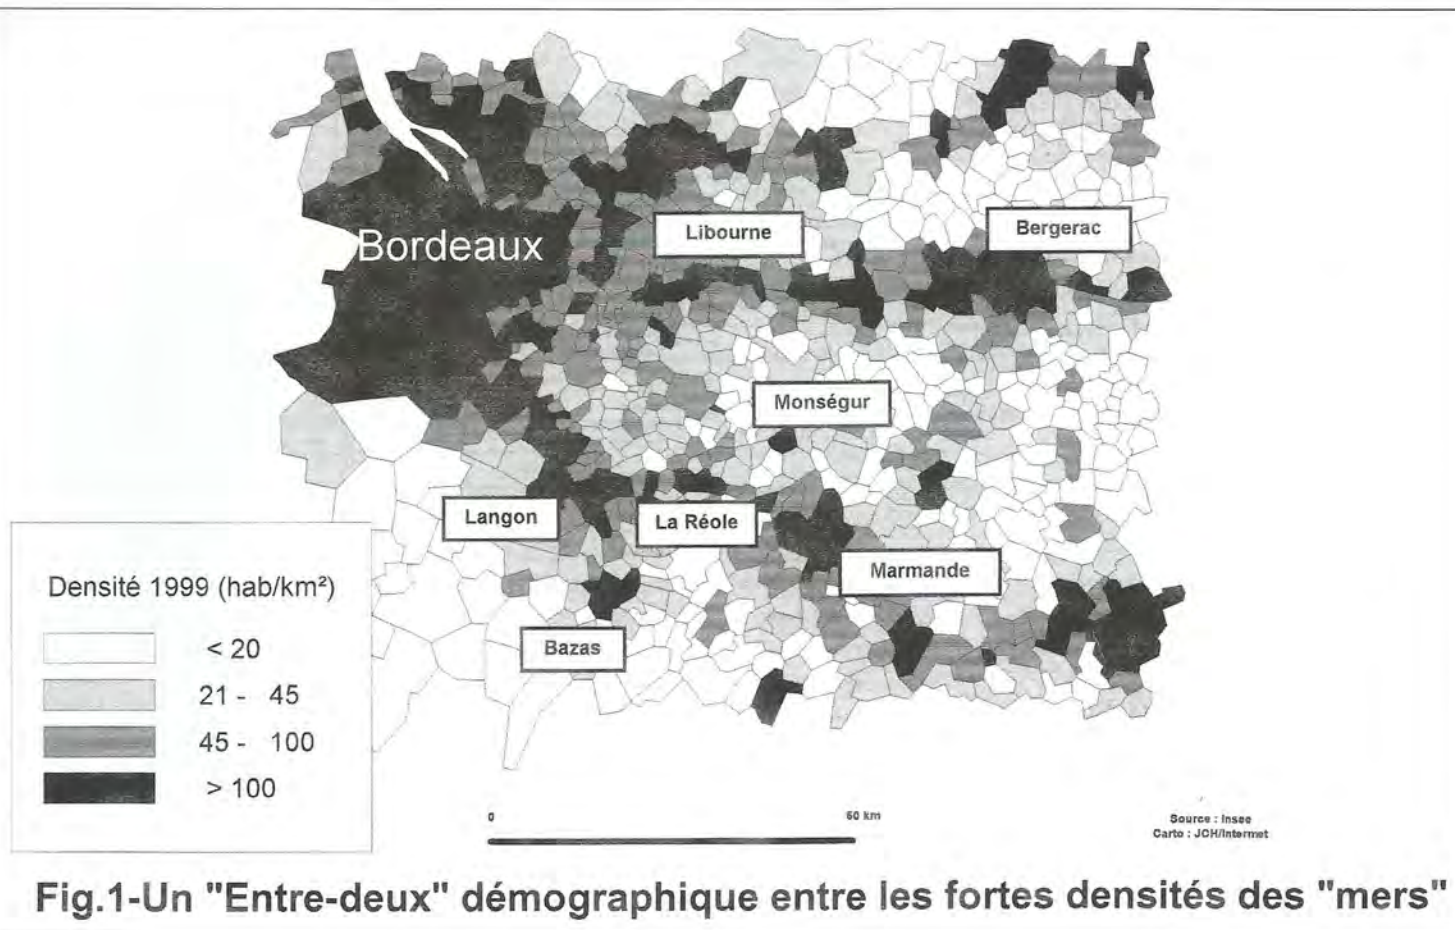 Bordeaux
Libourne
Bergerac
Monségur
Langon
La Réole
Marmande
Bazas
Densité 1999 (hab/km²)
< 20
21 - 45
45 - 100
> 100
0
60 km
Source : Insee
Carto : JCH/Intermet
Fig.1-Un "Entre-deux" démographique entre les fortes densités des "mers"